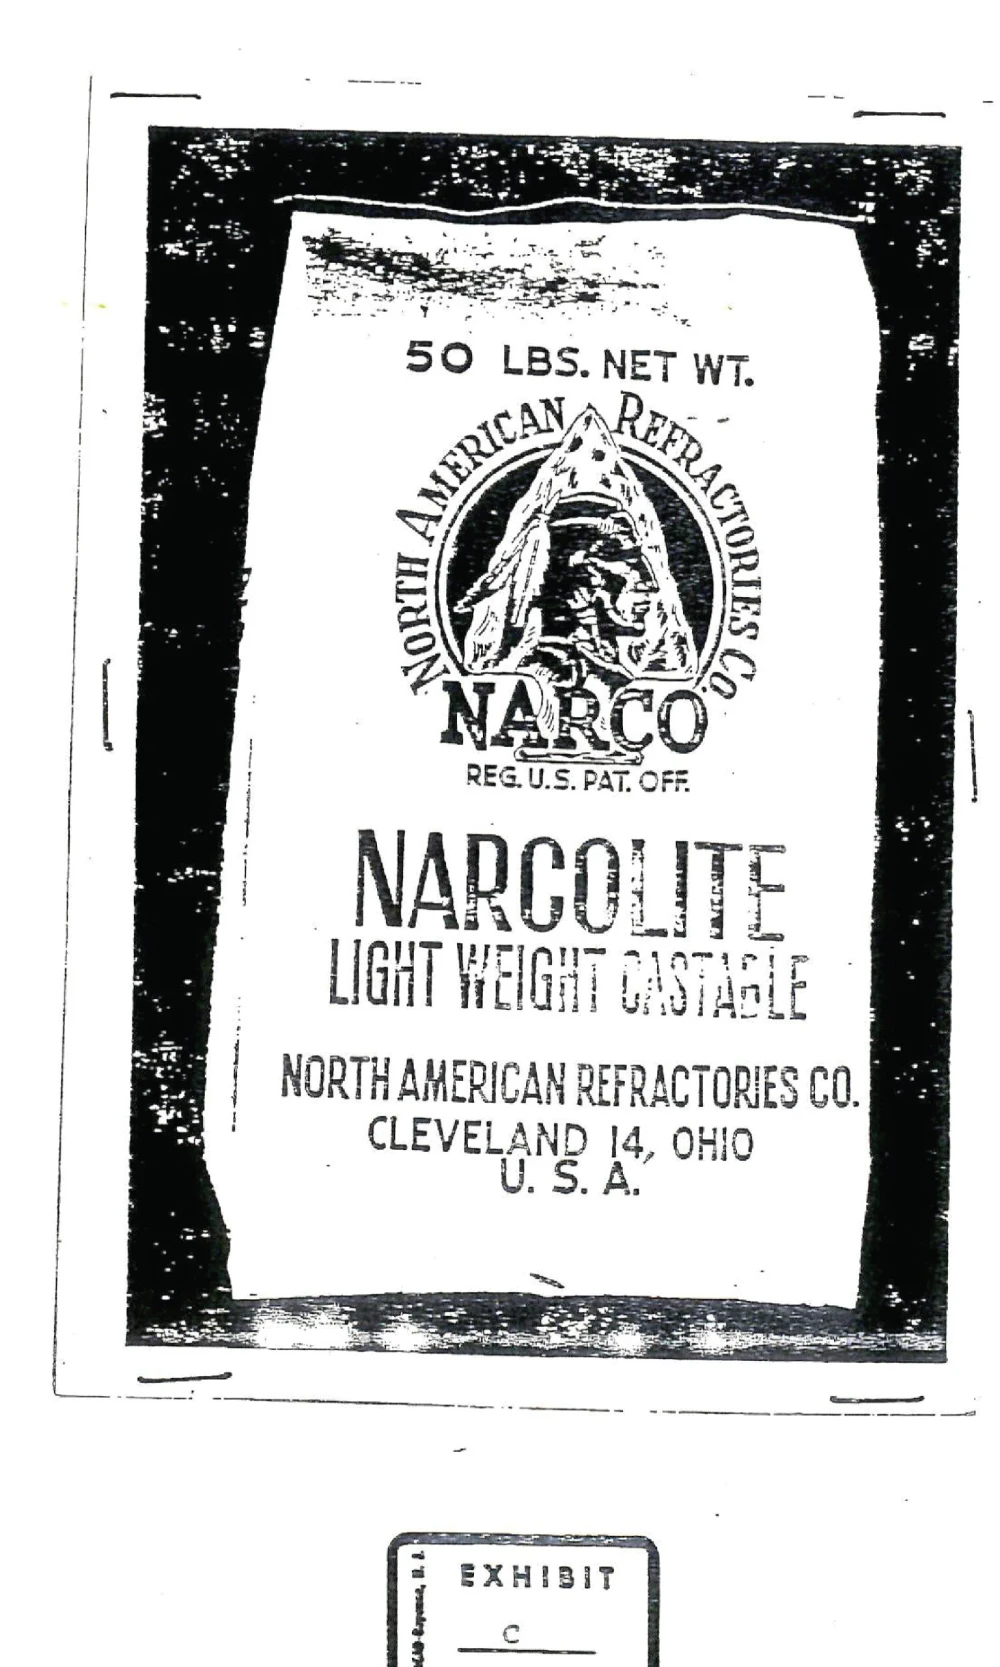 50 LBS. NET WT.
NORTH AMERICAN REFRACTORIES CO.
NARCO
REG. U.S. PAT. OFF.
NARCOLITE
LIGHT WEIGHT CASTABLE
NORTH AMERICAN REFRACTORIES CO.
CLEVELAND 14, OHIO
U. S. A.
EXHIBIT
C